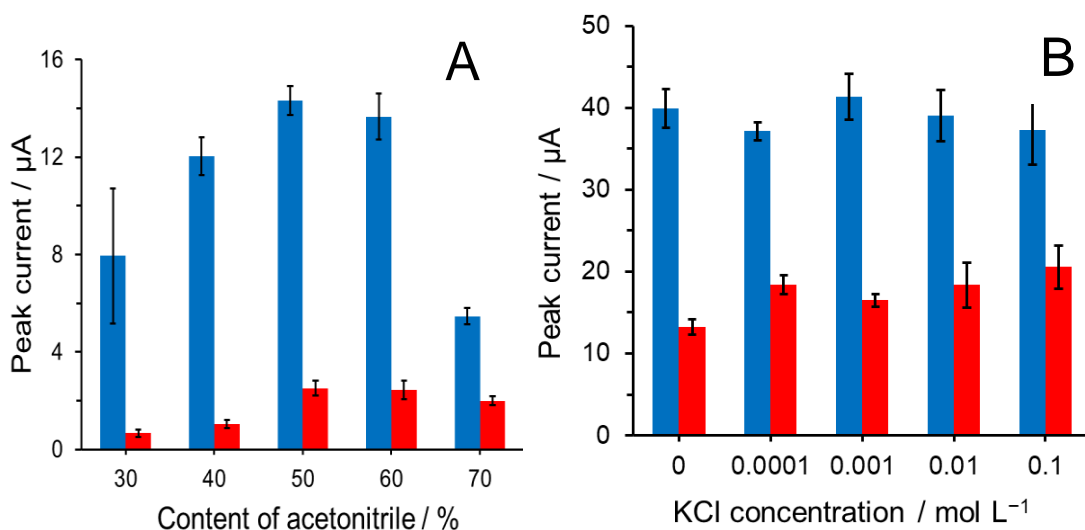 A
Peak current / µA
16
12
8
4
0
30 40 50 60 70
Content of acetonitrile / %
B
Peak current / µA
50
40
30
20
10
0
0 0.0001 0.001 0.01 0.1
KCl concentration / mol L⁻¹